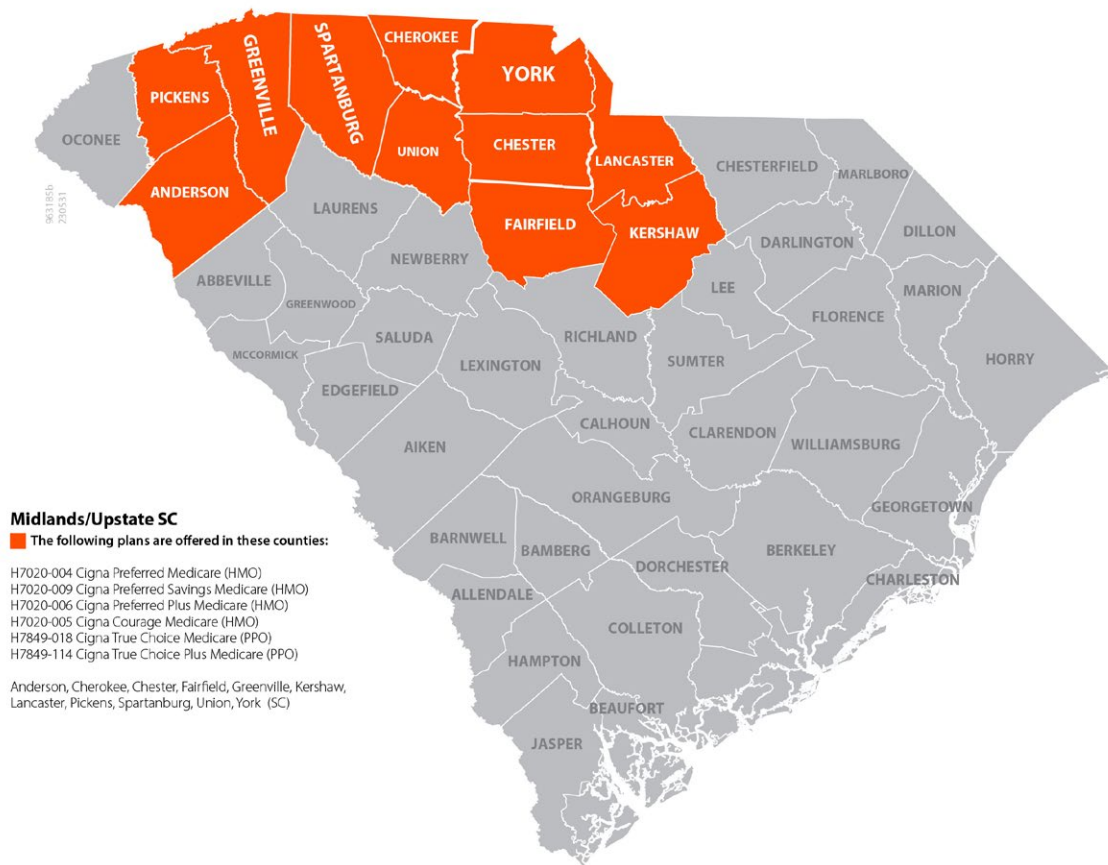 CHEROKEE
SPARTANBURG
GREENVILLE
YORK
PICKENS
OCONEE
UNION
CHESTER
LANCASTER
CHESTERFIELD
MARLBORO
ANDERSON
LAURENS
FAIRFIELD
KERSHAW
DILLON
DARLINGTON
NEWBERRY
ABBEVILLE
LEE
MARION
GREENWOOD
FLORENCE
SALUDA
RICHLAND
MCCORMICK
LEXINGTON
SUMTER
HORRY
EDGEFIELD
CALHOUN
CLARENDON
WILLIAMSBURG
AIKEN
ORANGEBURG
GEORGETOWN
BARNWELL
BAMBERG
BERKELEY
DORCHESTER
CHARLESTON
ALLENDALE
COLLETON
HAMPTON
BEAUFORT
JASPER
963185b
230531
Midlands/Upstate SC
The following plans are offered in these counties:
H7020-004 Cigna Preferred Medicare (HMO)
H7020-009 Cigna Preferred Savings Medicare (HMO)
H7020-006 Cigna Preferred Plus Medicare (HMO)
H7020-005 Cigna Courage Medicare (HMO)
H7849-018 Cigna True Choice Medicare (PPO)
H7849-114 Cigna True Choice Plus Medicare (PPO)
Anderson, Cherokee, Chester, Fairfield, Greenville, Kershaw,
Lancaster, Pickens, Spartanburg, Union, York (SC)